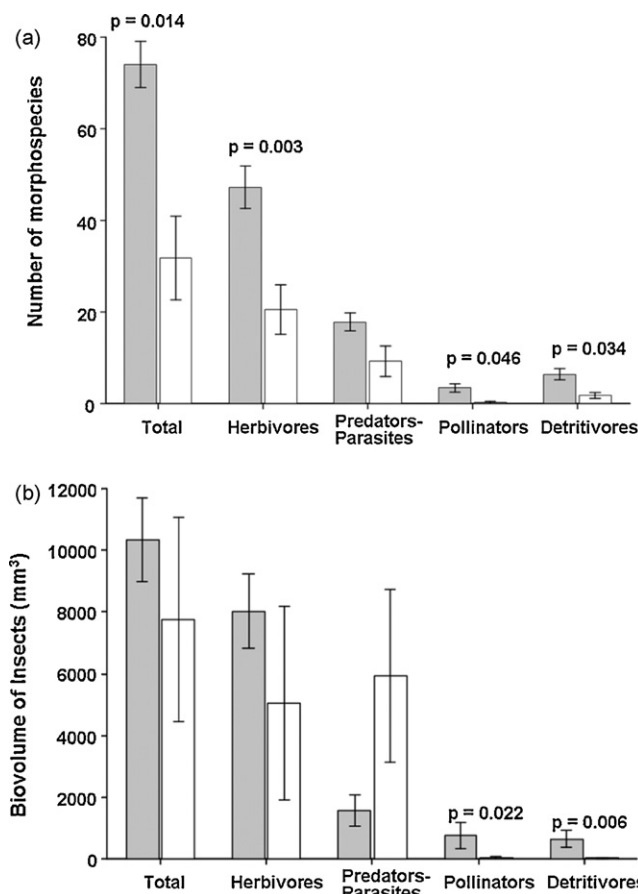 (a)
Number of morphospecies
80
60
40
20
0
p = 0.014
p = 0.003
p = 0.046
p = 0.034
Total
Herbivores
Predators-
Parasites
Pollinators
Detritivores
(b)
Biovolume of Insects (mm³)
12000
10000
8000
6000
4000
2000
0
p = 0.022
p = 0.006
Total
Herbivores
Predators-
Parasites
Pollinators
Detritivores